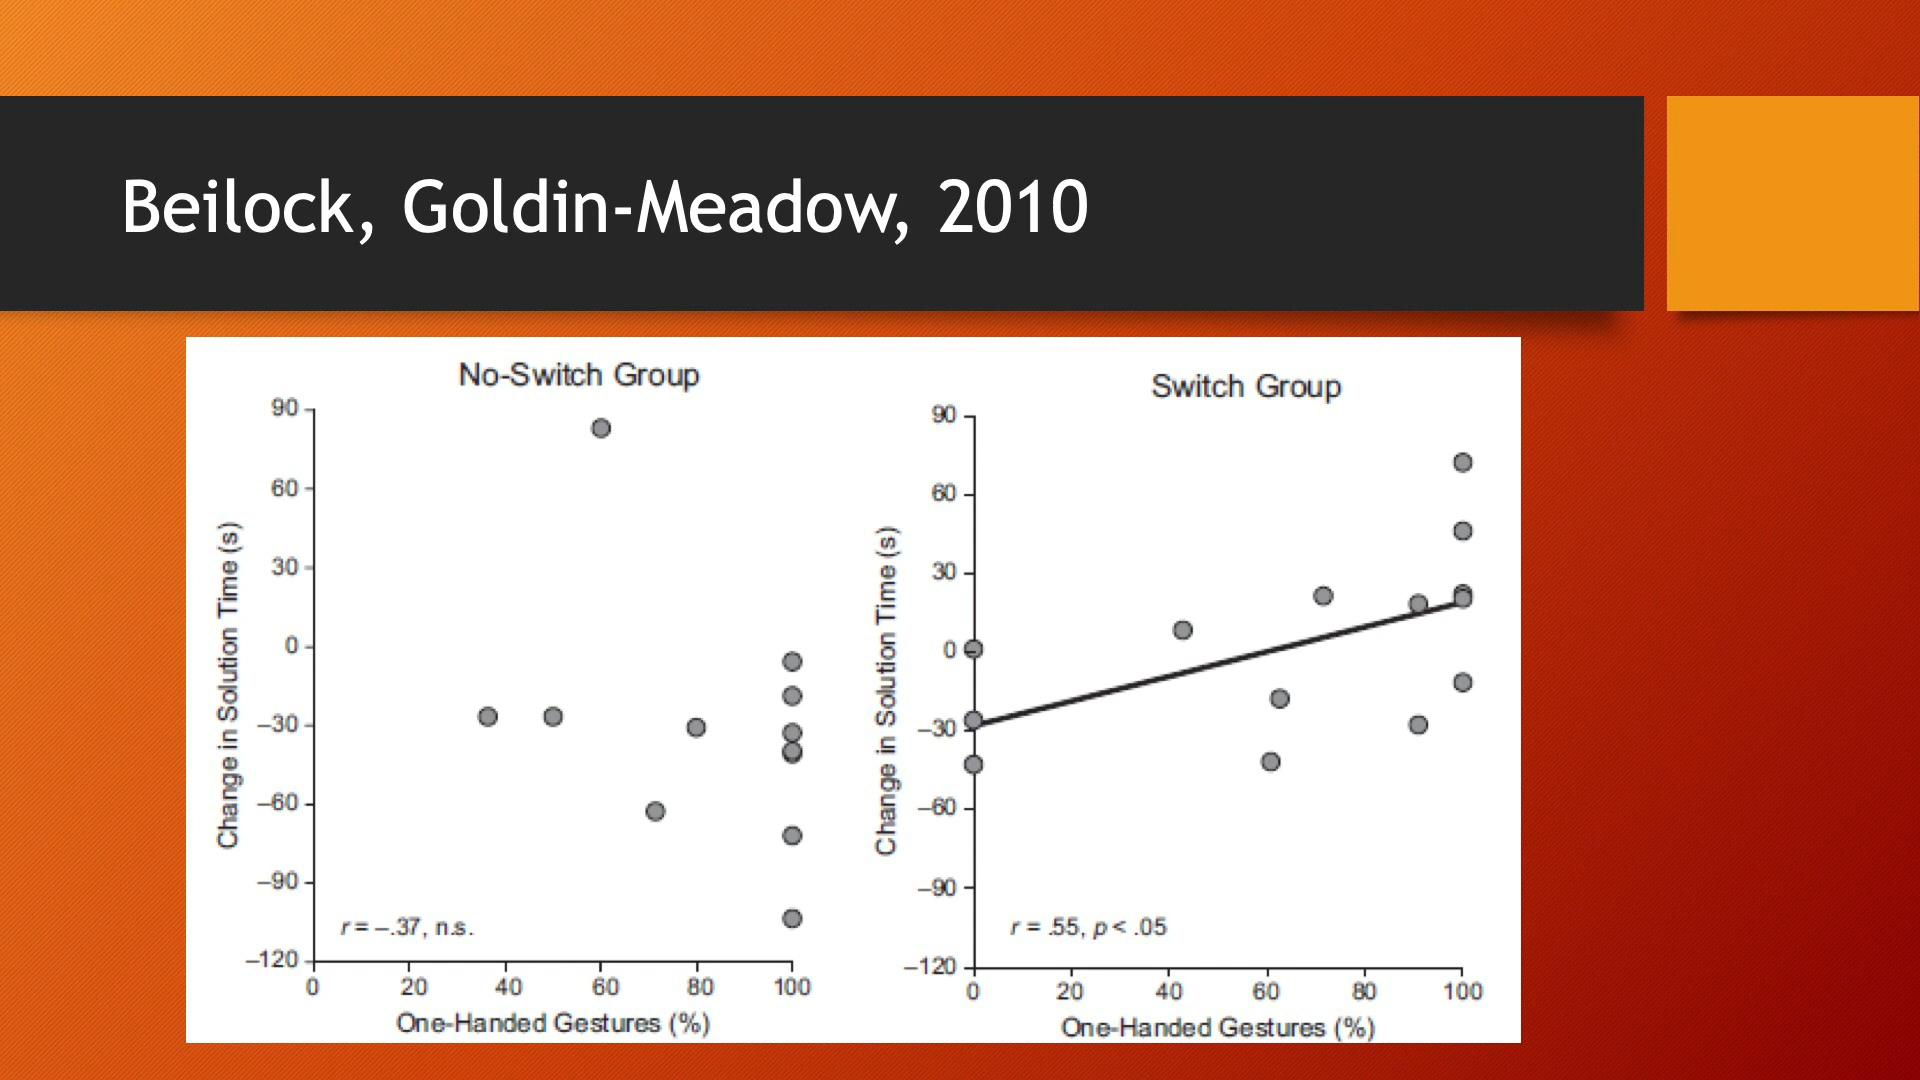 Beilock, Goldin-Meadow, 2010
No-Switch Group
90
60
30
0
–30
–60
–90
–120
Change in Solution Time (s)
r = –.37, n.s.
0 20 40 60 80 100
One-Handed Gestures (%)
Switch Group
90
60
30
0
–30
–60
–90
–120
Change in Solution Time (s)
r = .55, p < .05
0 20 40 60 80 100
One-Handed Gestures (%)